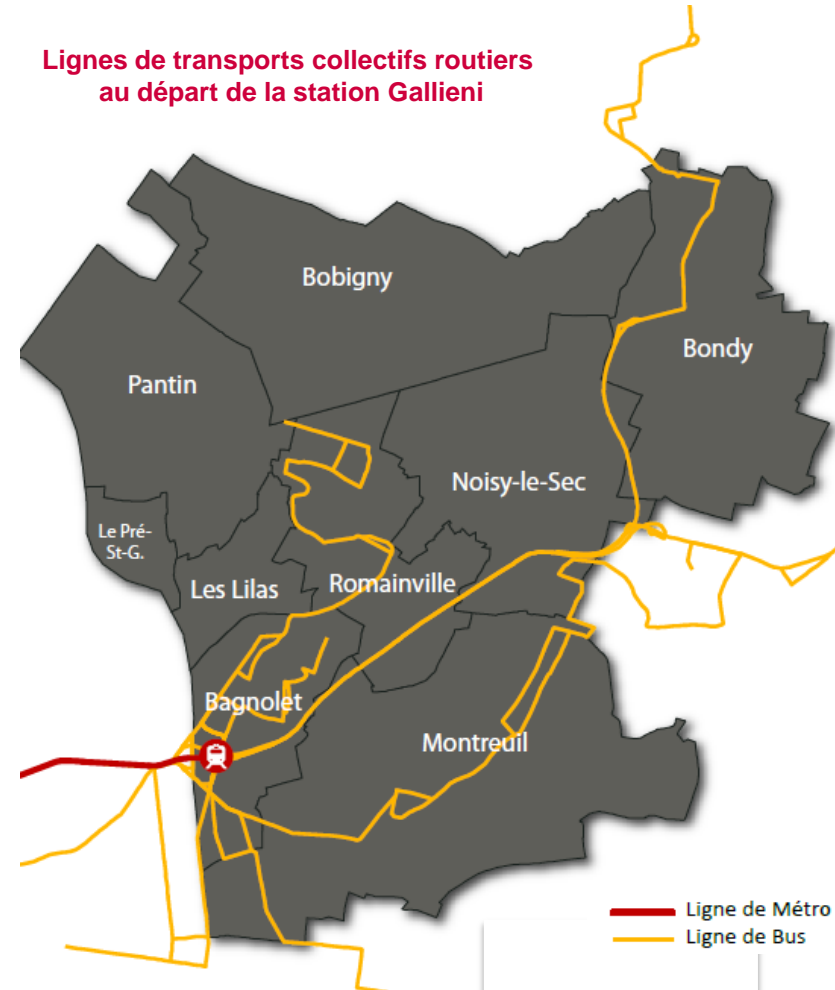 Lignes de transports collectifs routiers
au départ de la station Gallieni
Bobigny
Bondy
Pantin
Noisy-le-Sec
Le Pré-
St-G.
Les Lilas
Romainville
Bagnolet
Montreuil
Ligne de Métro
Ligne de Bus